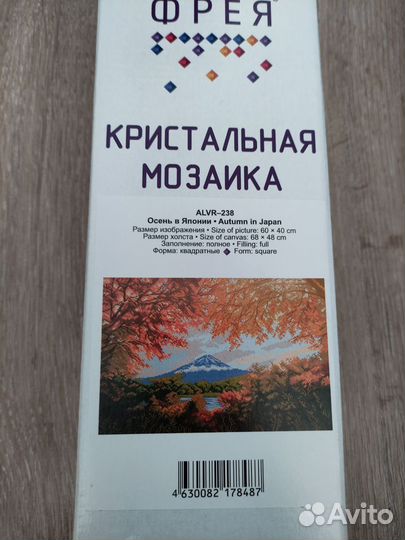 ФРЕЯ®
КРИСТАЛЬНАЯ
МОЗАИКА
ALVR–238
Осень в Японии • Autumn in Japan
Размер изображения • Size of picture: 60 × 40 cm
Размер холста • Size of canvas: 68 × 48 cm
Заполнение: полное • Filling: full
Форма: квадратные Form: square
4 630082 178487
Avito